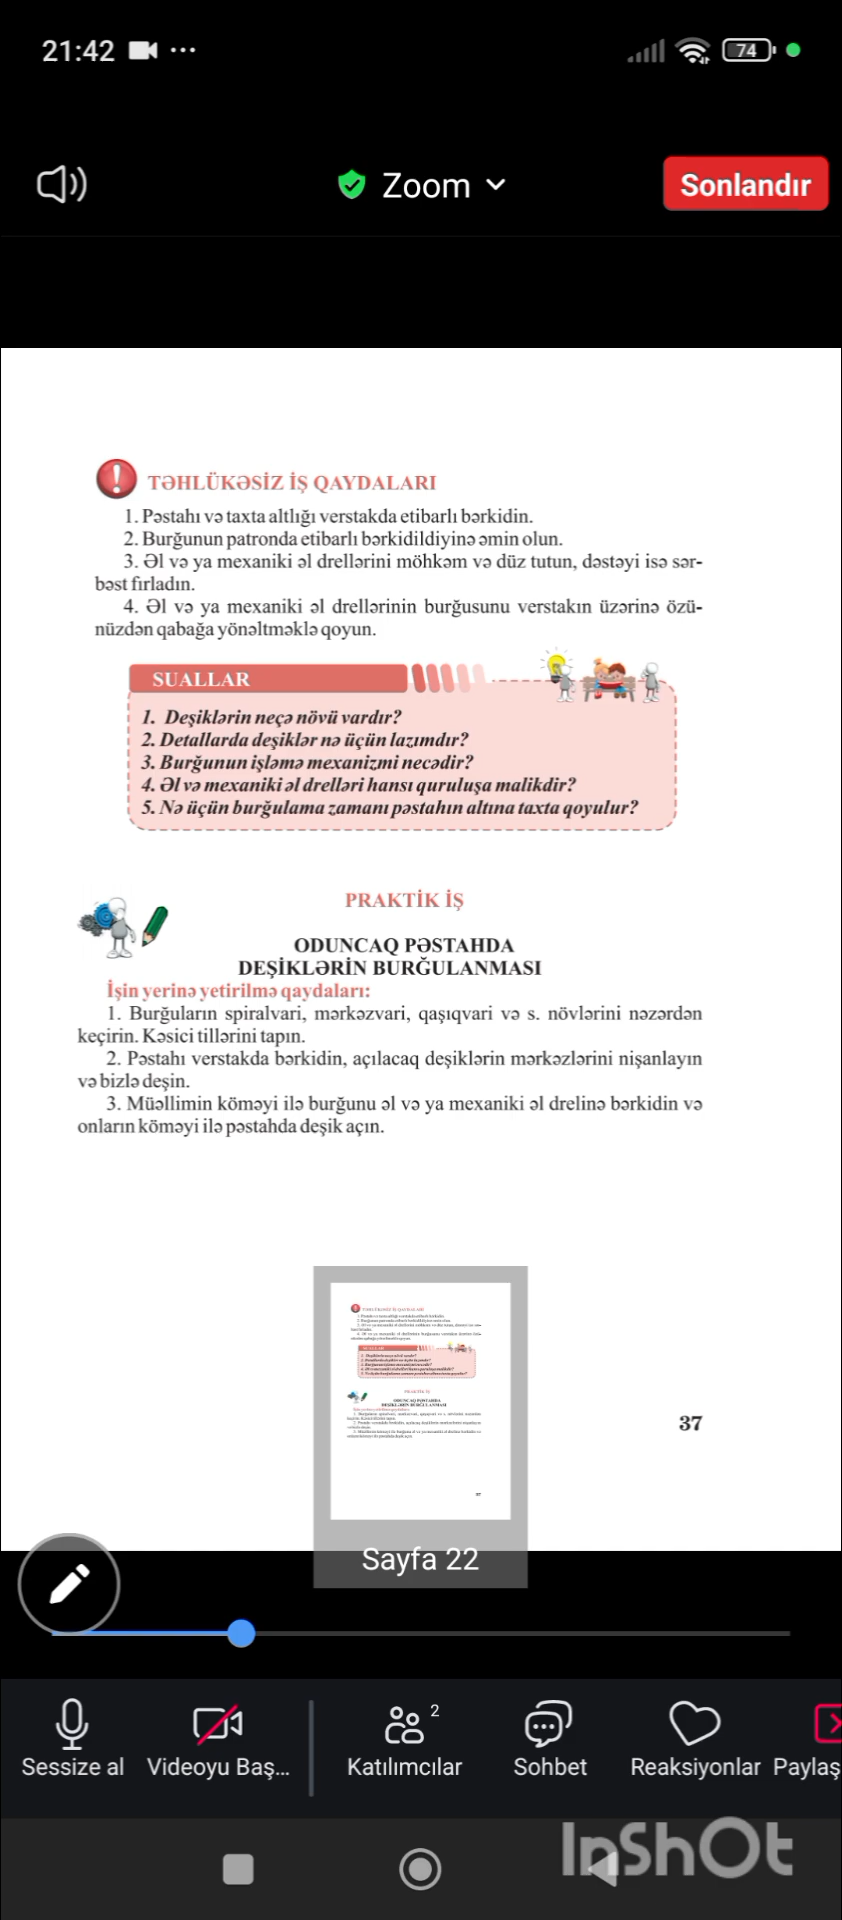 21:42
74
Zoom
Sonlandır
TƏHLÜKƏSİZ İŞ QAYDALARI
1. Pəstahı və taxta altlığı verstakda etibarlı bərkidin.
2. Burğunun patronda etibarlı bərkidildiyinə əmin olun.
3. Əl və ya mexaniki əl drellərini möhkəm və düz tutun, dəstəyi isə sər-
bəst fırladın.
4. Əl və ya mexaniki əl drellərinin burğusunu verstakın üzərinə özü-
nüzdən qabağa yönəltməklə qoyun.
SUALLAR
1. Deşiklərin neçə növü vardır?
2. Detallarda deşiklər nə üçün lazımdır?
3. Burğunun işləmə mexanizmi necədir?
4. Əl və mexaniki əl drelləri hansı quruluşa malikdir?
5. Nə üçün burğulama zamanı pəstahın altına taxta qoyulur?
PRAKTİK İŞ
ODUNCAQ PƏSTAHDA
DEŞİKLƏRİN BURĞULANMASI
İşin yerinə yetirilmə qaydaları:
1. Burğuların spiralvari, mərkəzvari, qaşıqvari və s. növlərini nəzərdən
keçirin. Kəsici tillərini tapın.
2. Pəstahı verstakda bərkidin, açılacaq deşiklərin mərkəzlərini nişanlayın
və bizlə deşin.
3. Müəllimin köməyi ilə burğunu əl və ya mexaniki əl drelinə bərkidin və
onların köməyi ilə pəstahda deşik açın.
37
Sayfa 22
Sessize al
Videoyu Baş...
2
Katılımcılar
Sohbet
Reaksiyonlar
Paylaş
InShOt